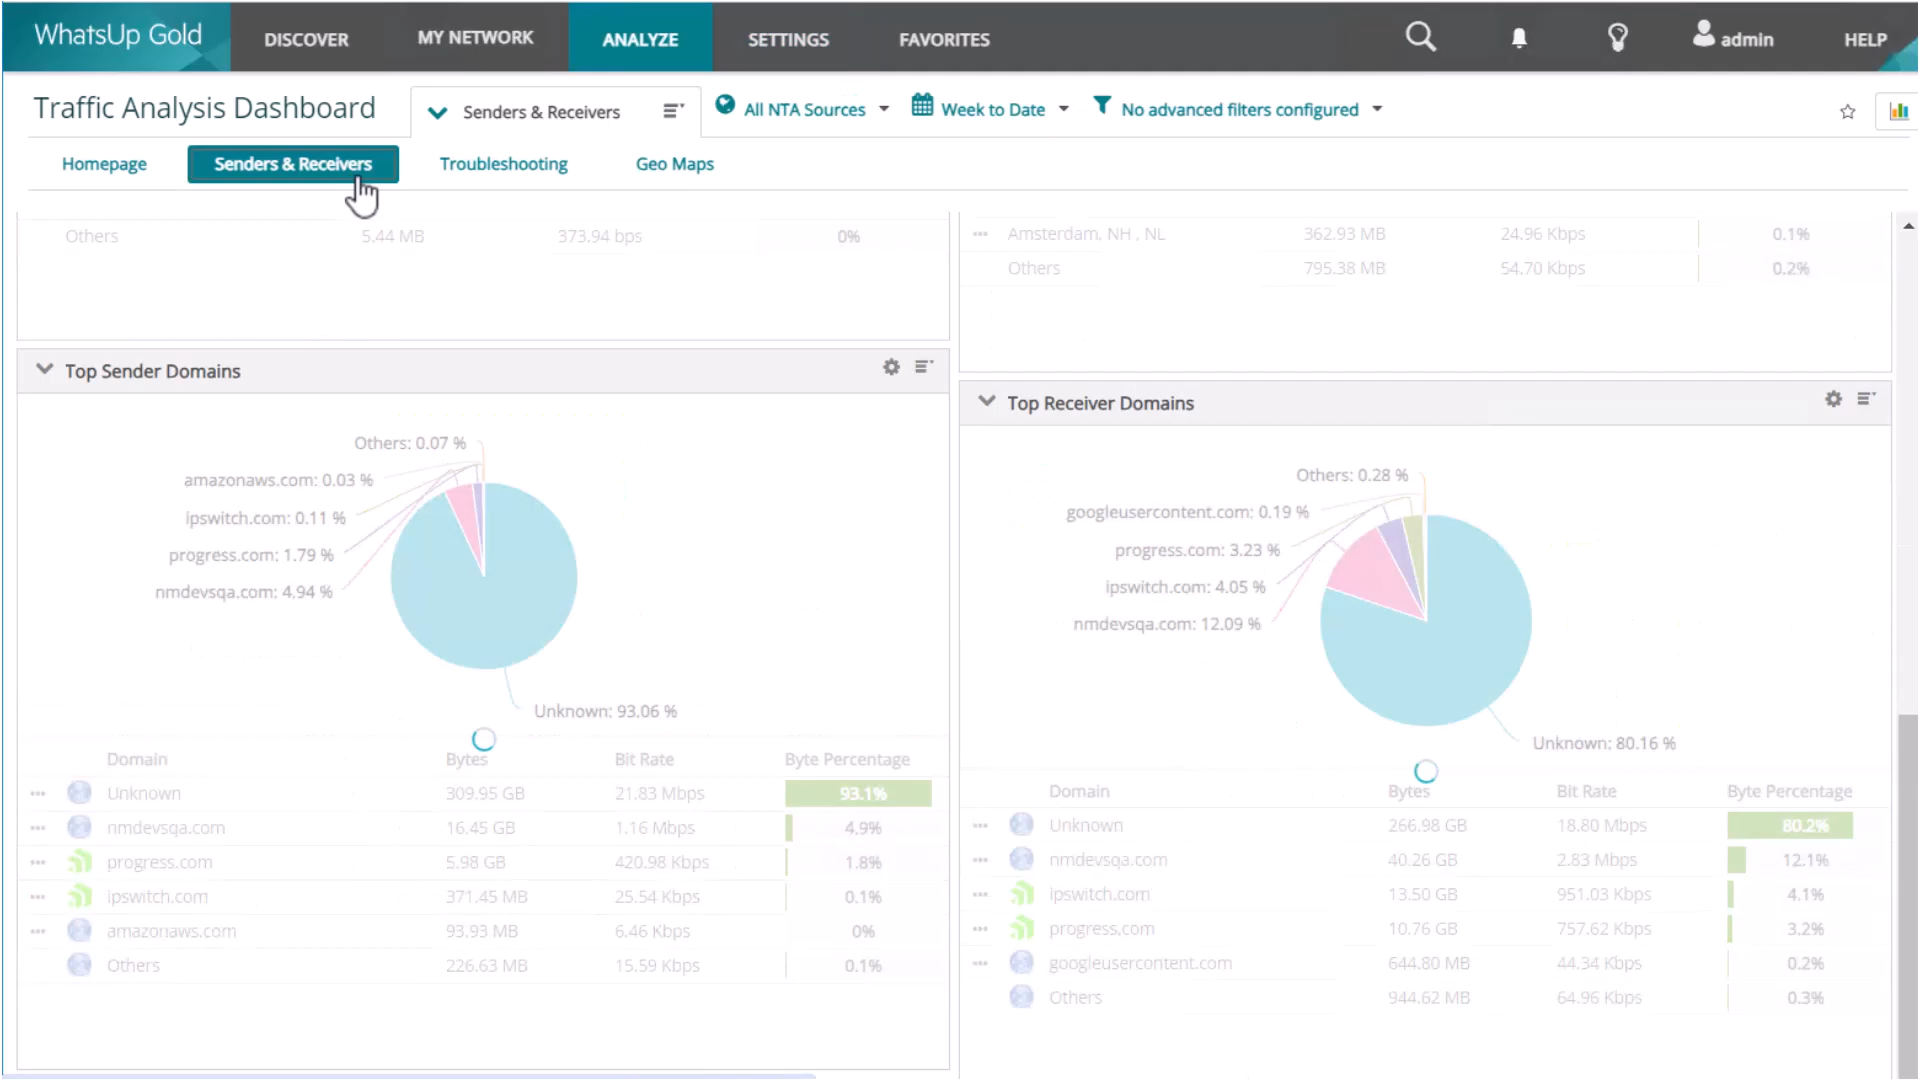 WhatsUp Gold
DISCOVER
MY NETWORK
ANALYZE
SETTINGS
FAVORITES
admin
HELP
Traffic Analysis Dashboard
Senders & Receivers
All NTA Sources
Week to Date
No advanced filters configured
Homepage
Senders & Receivers
Troubleshooting
Geo Maps
Others 5.44 MB 373.94 bps 0%
Amsterdam, NH , NL 362.93 MB 24.96 Kbps 0.1%
Others 795.38 MB 54.70 Kbps 0.2%
Top Sender Domains
Others: 0.07 %
amazonaws.com: 0.03 %
ipswitch.com: 0.11 %
progress.com: 1.79 %
nmdevsqa.com: 4.94 %
Unknown: 93.06 %
Domain Bytes Bit Rate Byte Percentage
Unknown 309.95 GB 21.83 Mbps 93.1%
nmdevsqa.com 16.45 GB 1.16 Mbps 4.9%
progress.com 5.98 GB 420.98 Kbps 1.8%
ipswitch.com 371.45 MB 25.54 Kbps 0.1%
amazonaws.com 93.93 MB 6.46 Kbps 0%
Others 226.63 MB 15.59 Kbps 0.1%
Top Receiver Domains
Others: 0.28 %
googleusercontent.com: 0.19 %
progress.com: 3.23 %
ipswitch.com: 4.05 %
nmdevsqa.com: 12.09 %
Unknown: 80.16 %
Domain Bytes Bit Rate Byte Percentage
Unknown 266.98 GB 18.80 Mbps 80.2%
nmdevsqa.com 40.26 GB 2.83 Mbps 12.1%
ipswitch.com 13.50 GB 951.03 Kbps 4.1%
progress.com 10.76 GB 757.62 Kbps 3.2%
googleusercontent.com 644.80 MB 44.34 Kbps 0.2%
Others 944.62 MB 64.96 Kbps 0.3%